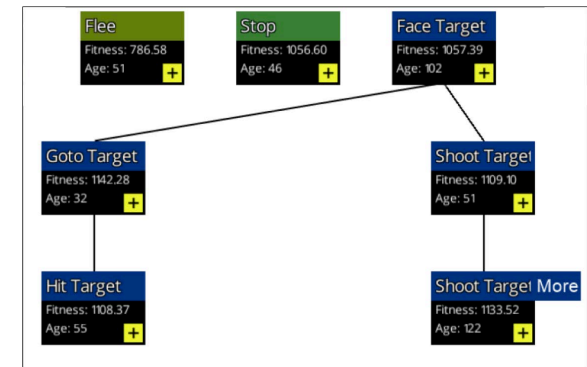 Flee
Fitness: 786.58
Age: 51
+
Stop
Fitness: 1056.60
Age: 46
+
Face Target
Fitness: 1057.39
Age: 102
+
Goto Target
Fitness: 1142.28
Age: 32
+
Shoot Target
Fitness: 1109.10
Age: 51
+
Hit Target
Fitness: 1108.37
Age: 55
+
Shoot Target More
Fitness: 1133.52
Age: 122
+